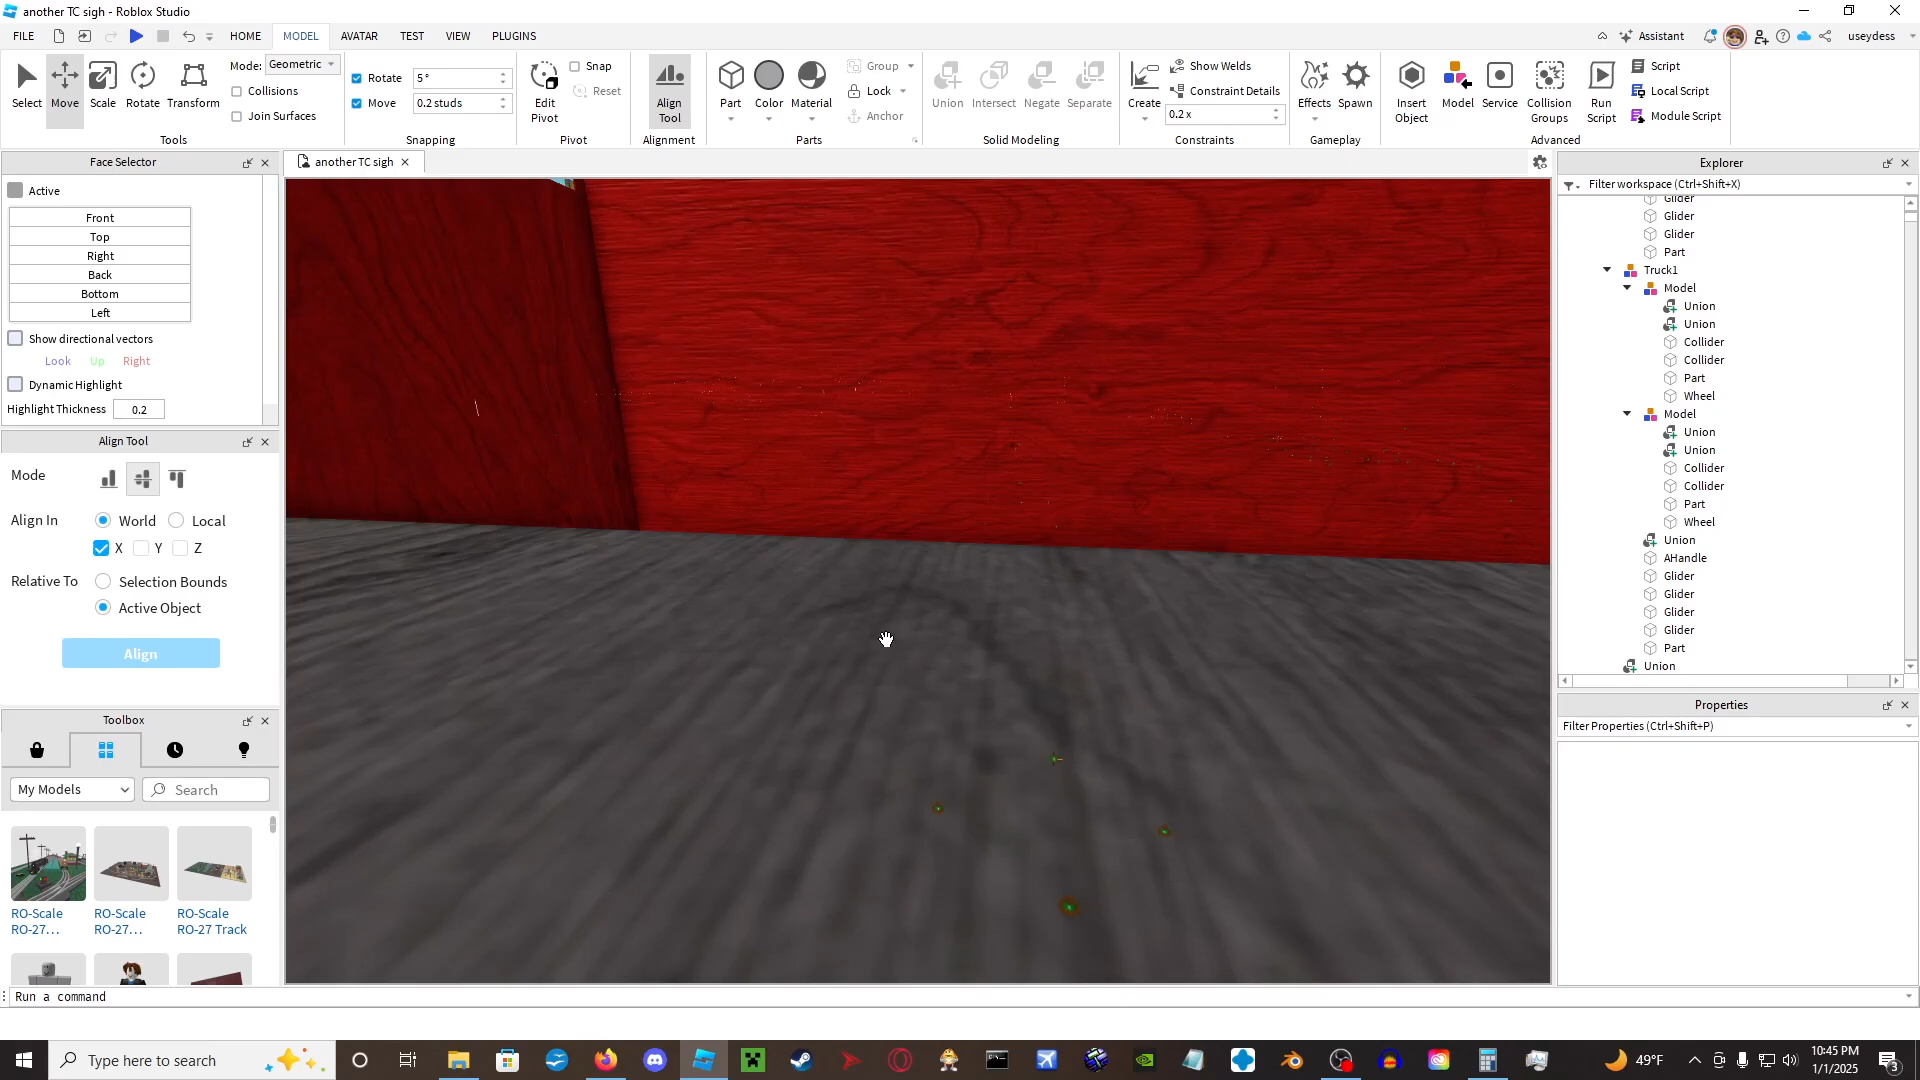 another TC sigh - Roblox Studio
FILE
HOME
MODEL
AVATAR
TEST
VIEW
PLUGINS
Assistant
useydess
Select
Move
Scale
Rotate
Transform
Mode:
Geometric
Collisions
Join Surfaces
Tools
Rotate
5 °
Move
0.2 studs
Snapping
Edit
Pivot
Snap
Reset
Pivot
Align
Tool
Alignment
Part
Color
Material
Group
Lock
Anchor
Parts
Union
Intersect
Negate
Separate
Solid Modeling
Create
Show Welds
Constraint Details
0.2 x
Constraints
Effects
Spawn
Gameplay
Insert
Object
Model
Service
Collision
Groups
Run
Script
Script
Local Script
Module Script
Advanced
Face Selector
Active
Front
Top
Right
Back
Bottom
Left
Show directional vectors
Look Up Right
Dynamic Highlight
Highlight Thickness 0.2
Align Tool
Mode
Align In World Local
X Y Z
Relative To Selection Bounds
Active Object
Align
Toolbox
My Models
Search
RO-Scale
RO-27...
RO-Scale
RO-27...
RO-Scale
RO-27 Track
another TC sigh
Explorer
Filter workspace (Ctrl+Shift+X)
Glider
Glider
Glider
Part
Truck1
Model
Union
Union
Collider
Collider
Part
Wheel
Model
Union
Union
Collider
Collider
Part
Wheel
Union
AHandle
Glider
Glider
Glider
Glider
Part
Union
Properties
Filter Properties (Ctrl+Shift+P)
Run a command
Type here to search
49°F
10:45 PM
1/1/2025
3